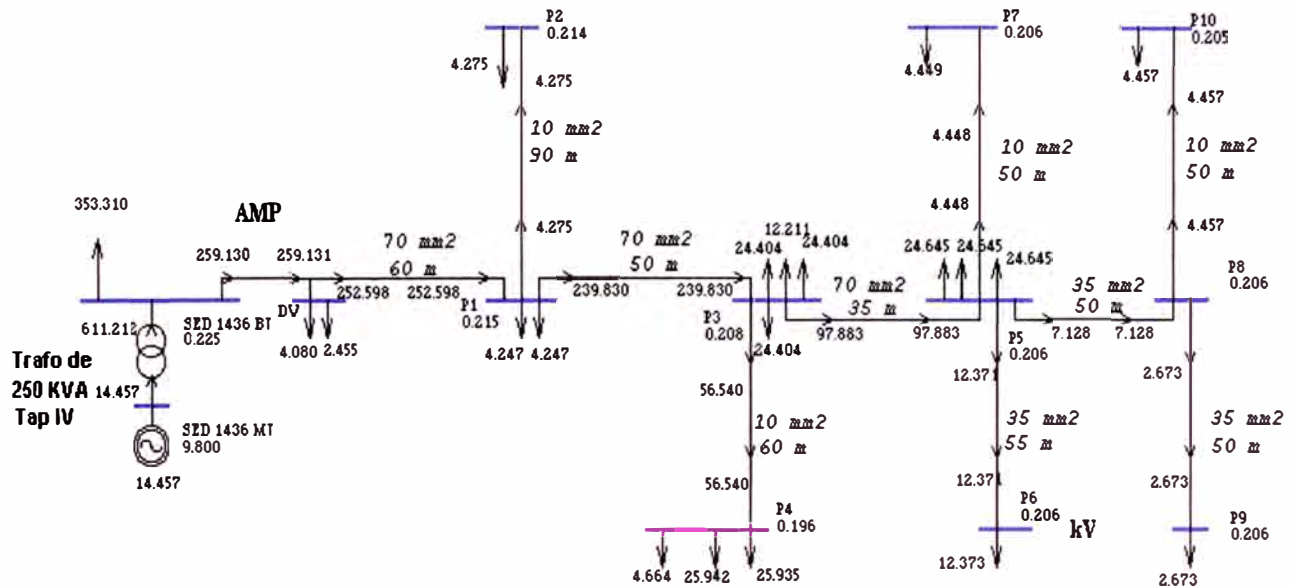 P2
0.214
4.275
4.275
10 mm2
90 m
4.275
P7
0.206
4.449
4.448
10 mm2
50 m
4.448
P10
0.205
4.457
4.457
10 mm2
50 m
4.457
353.310
AMP
259.130
259.131
70 mm2
60 m
252.598
252.598
70 mm2
50 m
239.830
239.830
12.211
24.404
24.404
70 mm2
35 m
97.883
97.883
24.645
24.645
24.645
35 mm2
50 m
7.128
7.128
P8
0.206
611.212
SED 1436 BT
0.225
DV
4.080
2.455
P1
0.215
4.247
4.247
P3
0.208
24.404
P5
0.206
Trafo de
250 KVA
Tap IV
14.457
SED 1436 MT
9.800
14.457
56.540
10 mm2
60 m
56.540
P4
0.196
4.664
25.942
25.935
12.371
35 mm2
55 m
12.371
P6
0.206
12.373
kV
2.673
35 mm2
50 m
2.673
P9
0.206
2.673